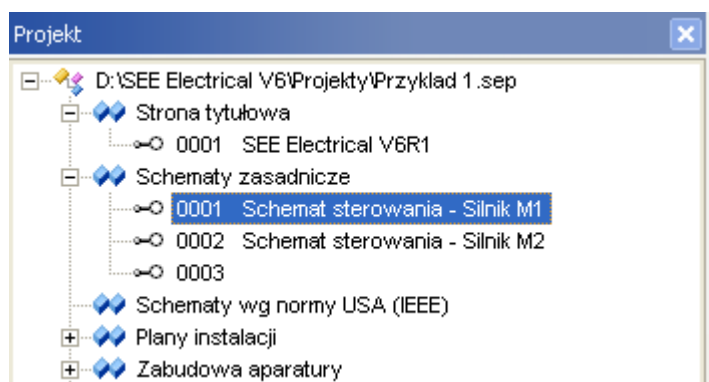 Projekt
D:\SEE Electrical V6\Projekty\Przyklad 1.sep
Strona tytułowa
0001 SEE Electrical V6R1
Schematy zasadnicze
0001 Schemat sterowania - Silnik M1
0002 Schemat sterowania - Silnik M2
0003
Schematy wg normy USA (IEEE)
Plany instalacji
Zabudowa aparatury